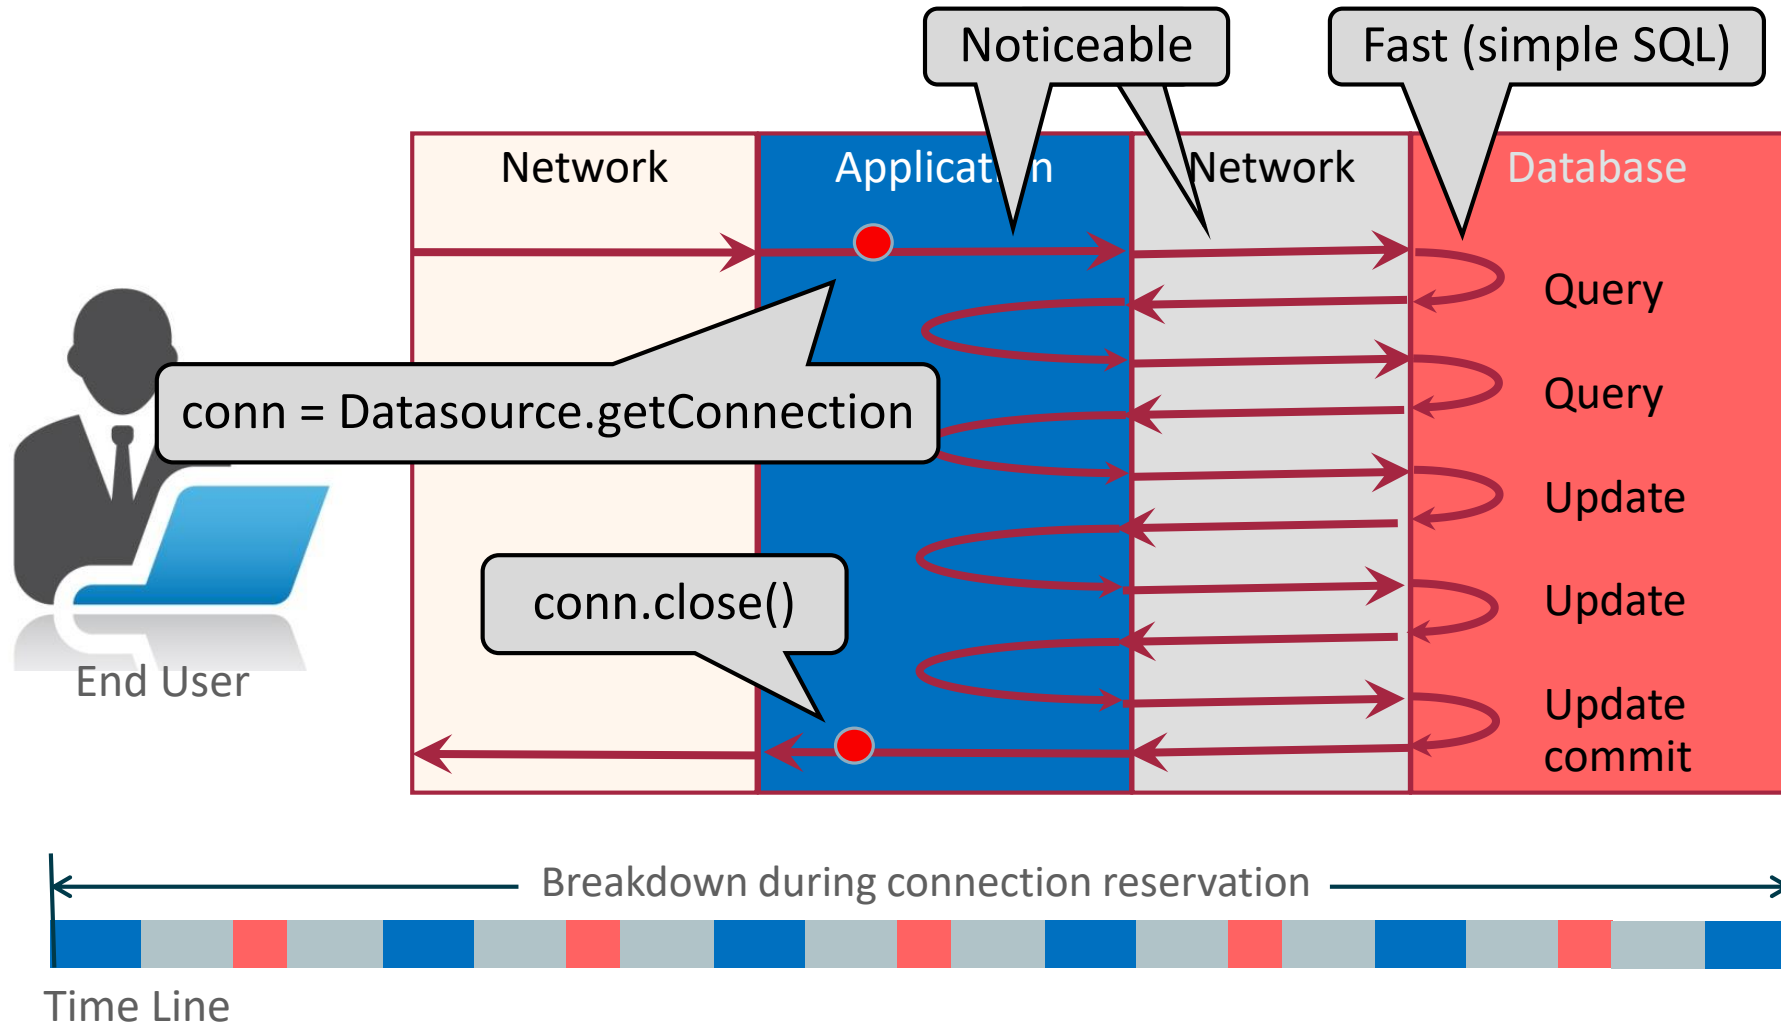 Noticeable
Fast (simple SQL)
Network
Application
Network
Database
Query
Query
conn = Datasource.getConnection
Update
conn.close()
Update
End User
Update
commit
Breakdown during connection reservation
Time Line